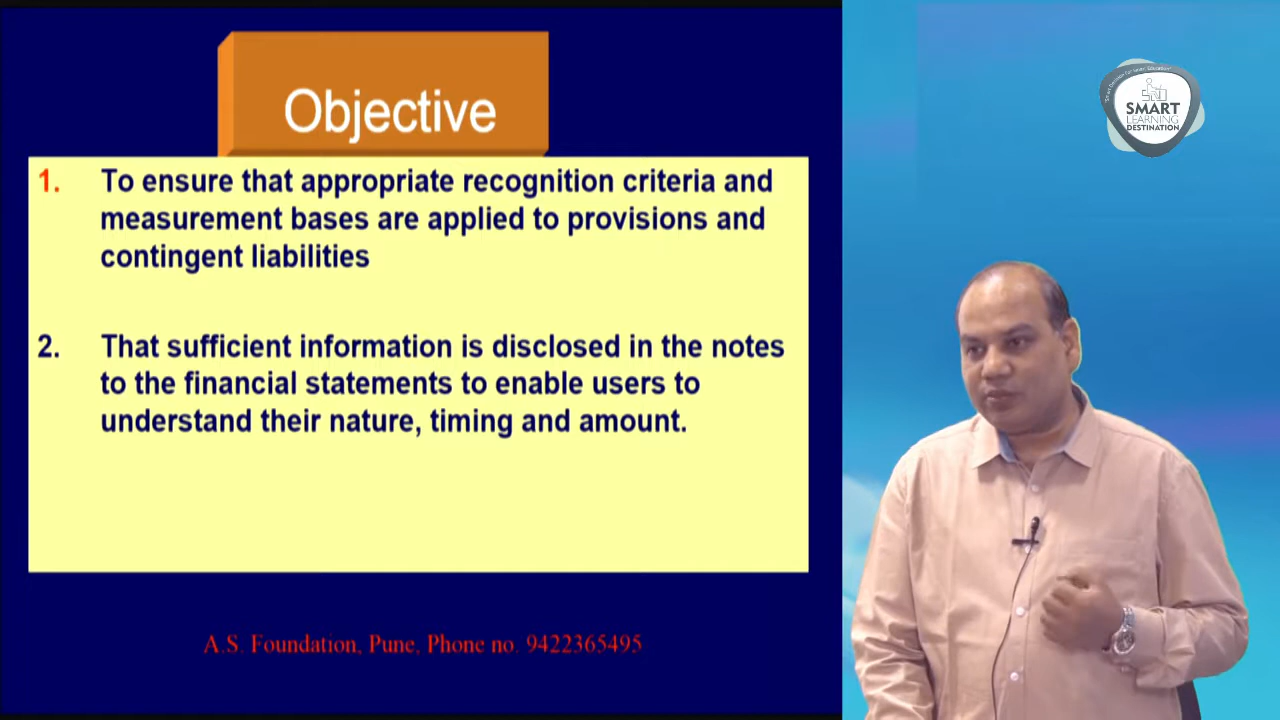 Objective
1. To ensure that appropriate recognition criteria and
measurement bases are applied to provisions and
contingent liabilities
2. That sufficient information is disclosed in the notes
to the financial statements to enable users to
understand their nature, timing and amount.
A.S. Foundation, Pune, Phone no. 9422365495
SMART
LEARNING
DESTINATION